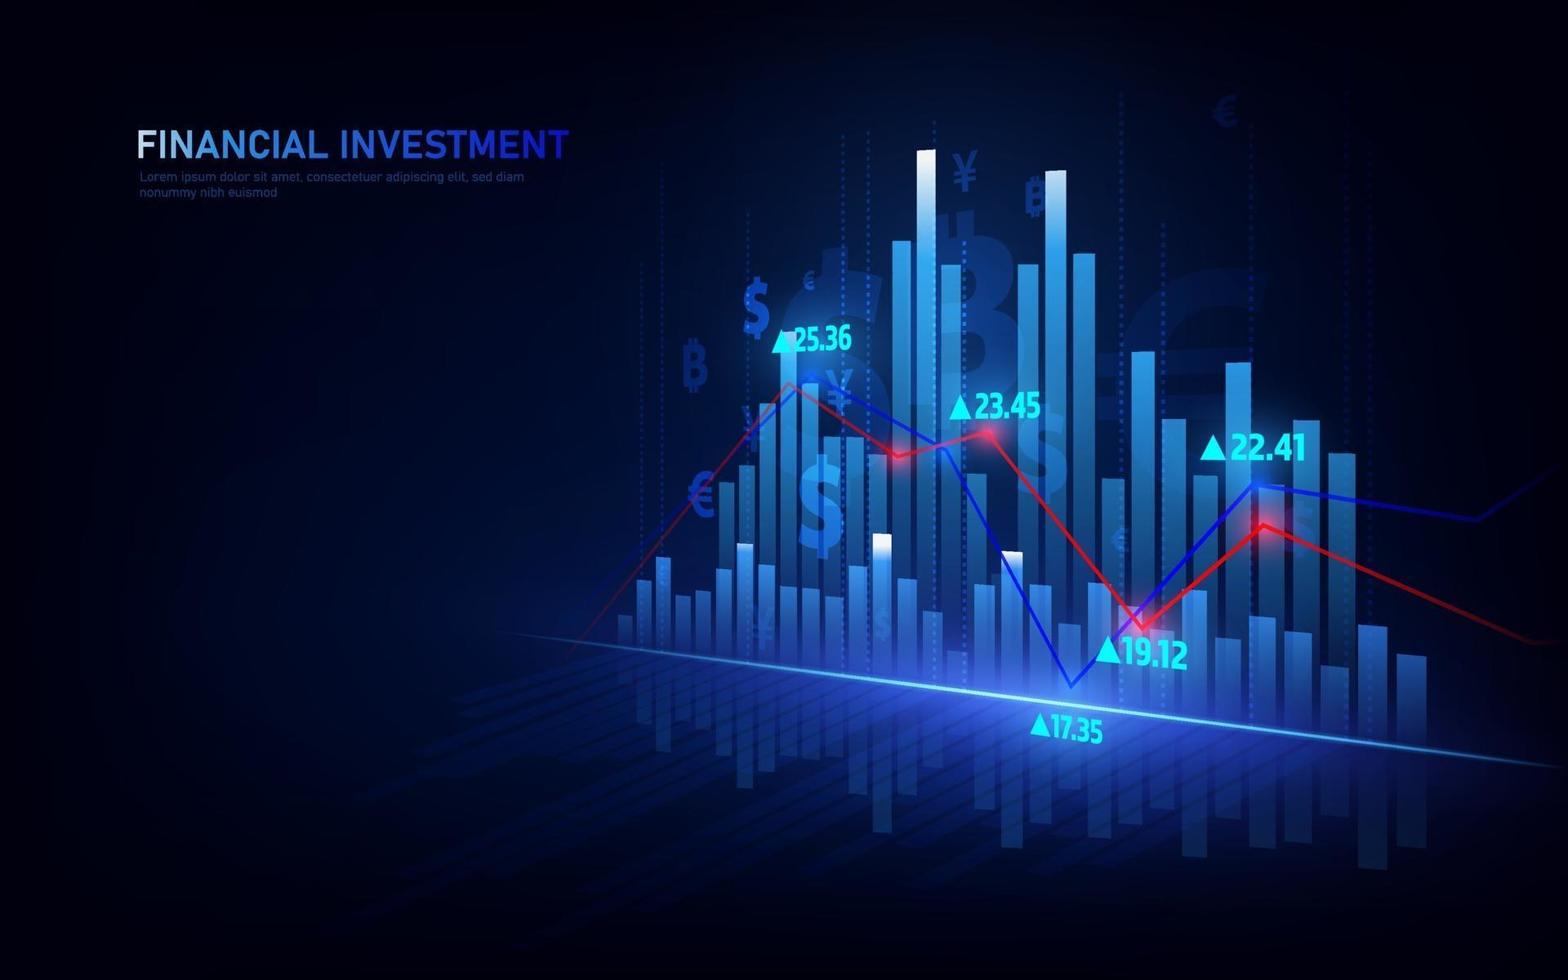 FINANCIAL INVESTMENT
Lorem ipsum dolor sit amet, consectetuer adipiscing elit, sed diam
nonummy nibh euismod
▲25.36
▲23.45
▲22.41
▲19.12
▲17.35